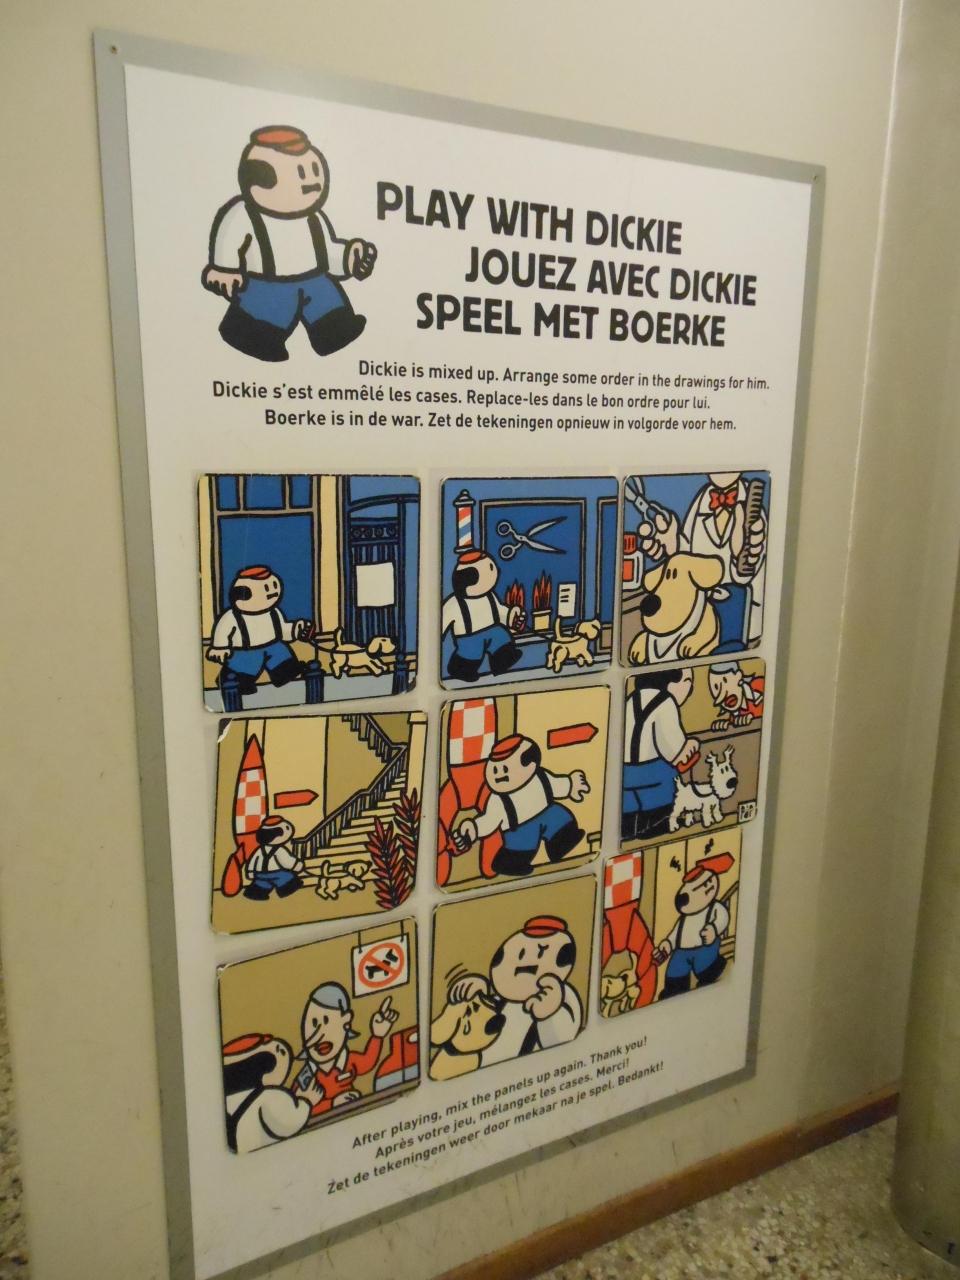 PLAY WITH DICKIE
JOUEZ AVEC DICKIE
SPEEL MET BOERKE
Dickie is mixed up. Arrange some order in the drawings for him.
Dickie s'est emmêlé les cases. Replace-les dans le bon ordre pour lui.
Boerke is in de war. Zet de tekeningen opnieuw in volgorde voor hem.
PdP
After playing, mix the panels up again. Thank you!
Après votre jeu, mélangez les cases. Merci!
Zet de tekeningen weer door mekaar na je spel. Bedankt!